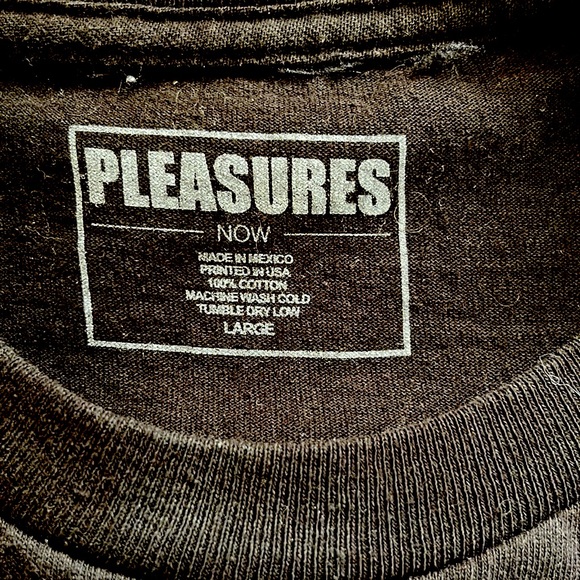 PLEASURES
NOW
MADE IN MEXICO
PRINTED IN USA
100% COTTON
MACHINE WASH COLD
TUMBLE DRY LOW
LARGE